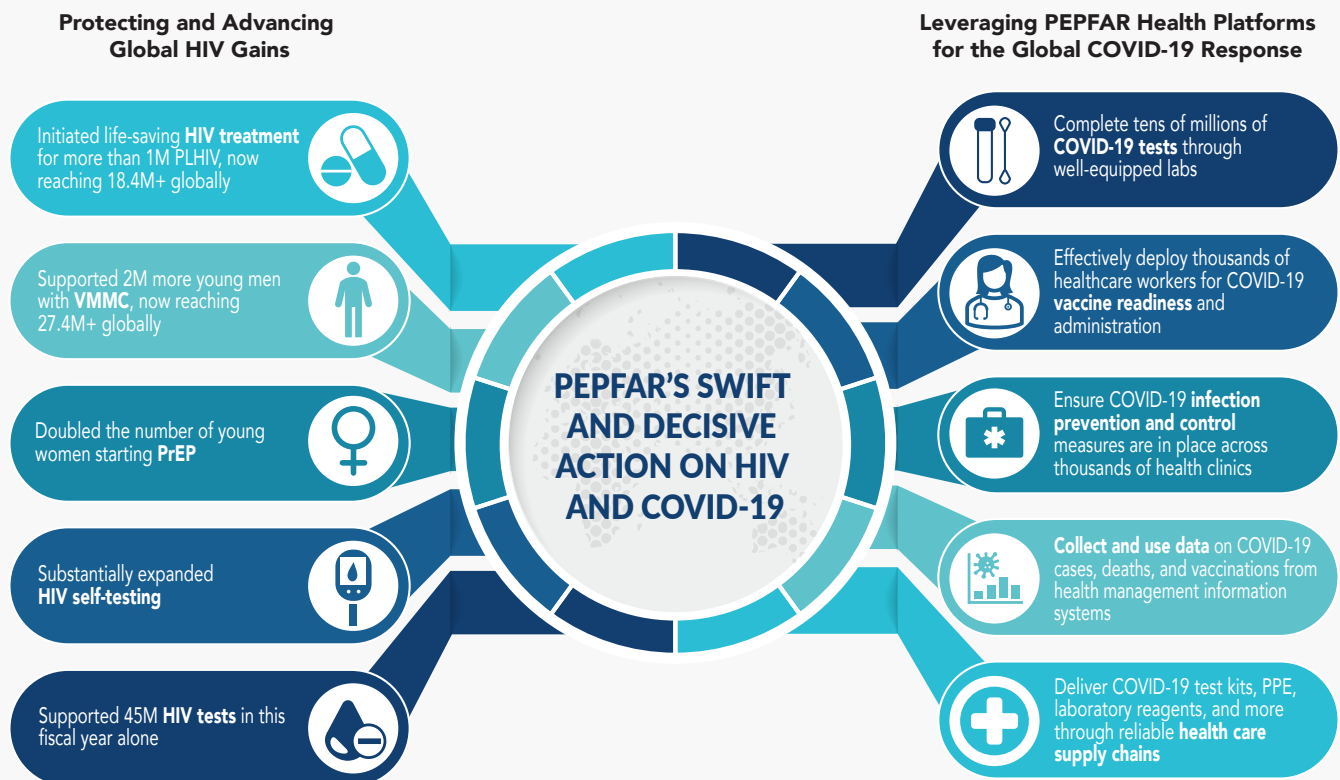 Protecting and Advancing
Global HIV Gains
Initiated life-saving HIV treatment
for more than 1M PLHIV, now
reaching 18.4M+ globally
Supported 2M more young men
with VMMC, now reaching
27.4M+ globally
Doubled the number of young
women starting PrEP
Substantially expanded
HIV self-testing
Supported 45M HIV tests in this
fiscal year alone
PEPFAR'S SWIFT
AND DECISIVE
ACTION ON HIV
AND COVID-19
Leveraging PEPFAR Health Platforms
for the Global COVID-19 Response
Complete tens of millions of
COVID-19 tests through
well-equipped labs
Effectively deploy thousands of
healthcare workers for COVID-19
vaccine readiness and
administration
Ensure COVID-19 infection
prevention and control
measures are in place across
thousands of health clinics
Collect and use data on COVID-19
cases, deaths, and vaccinations from
health management information
systems
Deliver COVID-19 test kits, PPE,
laboratory reagents, and more
through reliable health care
supply chains